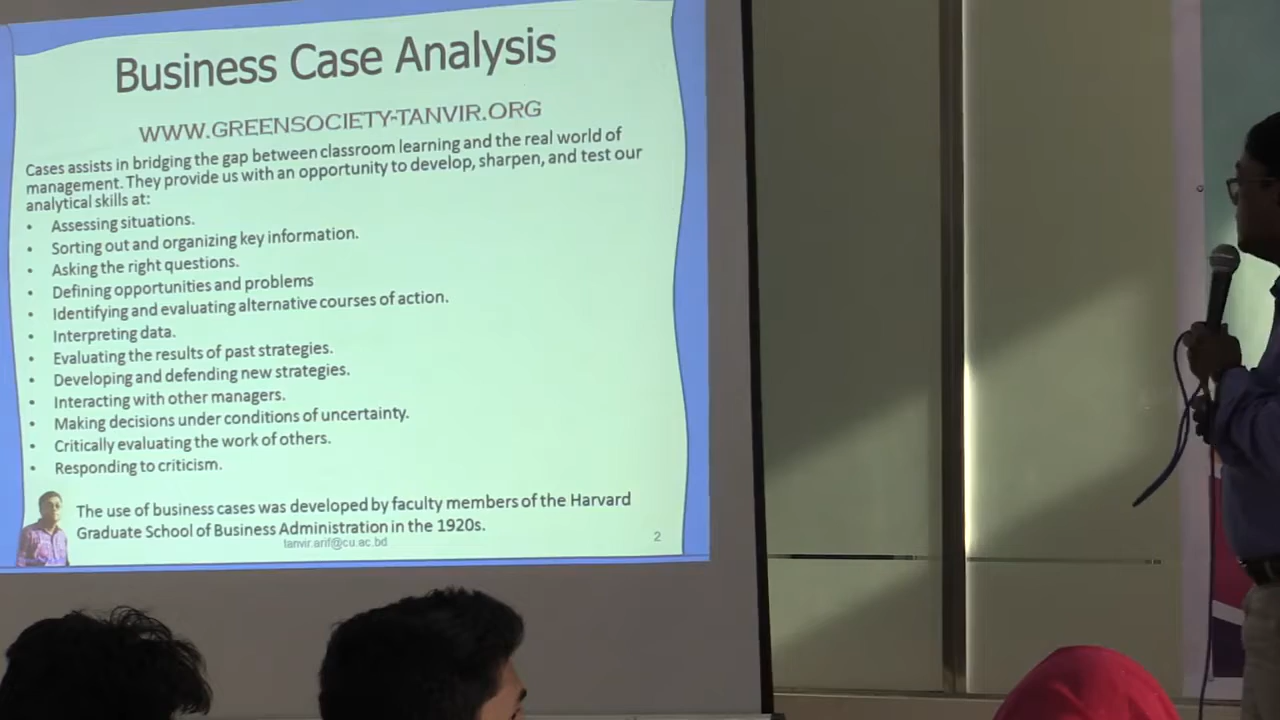 Business Case Analysis
WWW.GREENSOCIETY-TANVIR.ORG
Cases assists in bridging the gap between classroom learning and the real world of
management. They provide us with an opportunity to develop, sharpen, and test our
analytical skills at:
• Assessing situations.
• Sorting out and organizing key information.
• Asking the right questions.
• Defining opportunities and problems
• Identifying and evaluating alternative courses of action.
• Interpreting data.
• Evaluating the results of past strategies.
• Developing and defending new strategies.
• Interacting with other managers.
• Making decisions under conditions of uncertainty.
• Critically evaluating the work of others.
• Responding to criticism.
The use of business cases was developed by faculty members of the Harvard
Graduate School of Business Administration in the 1920s.
tanvir.arif@cu.ac.bd
2